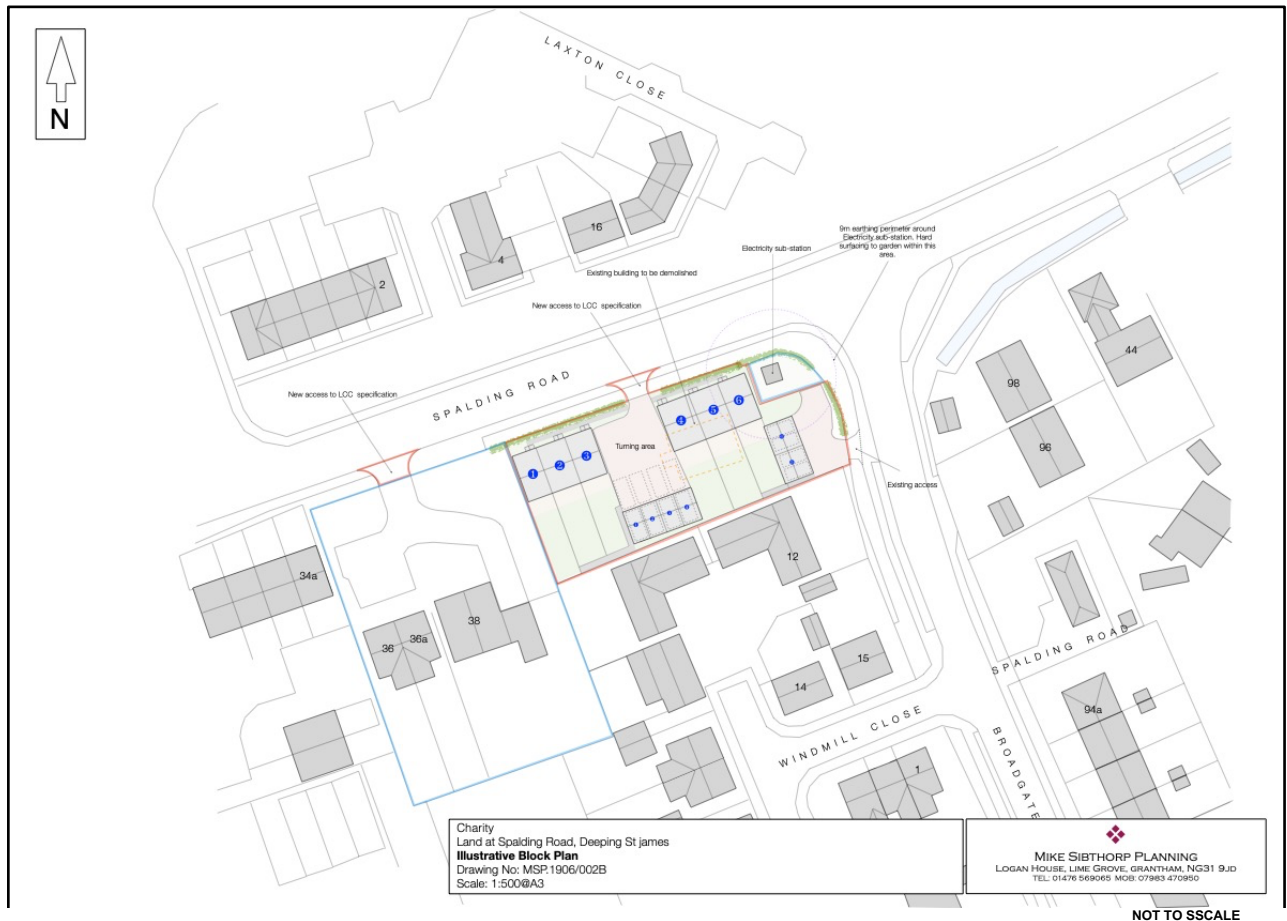 N
LAXTON CLOSE
16
4
2
Electricity sub-station
9m earthing perimeter around
Electricity sub-station. Hard
surfacing to garden within this
area.
Existing building to be demolished
New access to LCC specification
New access to LCC specification
SPALDING ROAD
44
98
96
4
5
6
1
2
3
Turning area
Existing access
12
34a
36
36a
38
14
15
SPALDING ROAD
94a
WINDMILL CLOSE
1
BROADGATE
Charity
Land at Spalding Road, Deeping St james
Illustrative Block Plan
Drawing No: MSP.1906/002B
Scale: 1:500@A3
MIKE SIBTHORP PLANNING
LOGAN HOUSE, LIME GROVE, GRANTHAM, NG31 9JD
TEL: 01476 569065 MOB: 07983 470950
NOT TO SSCALE